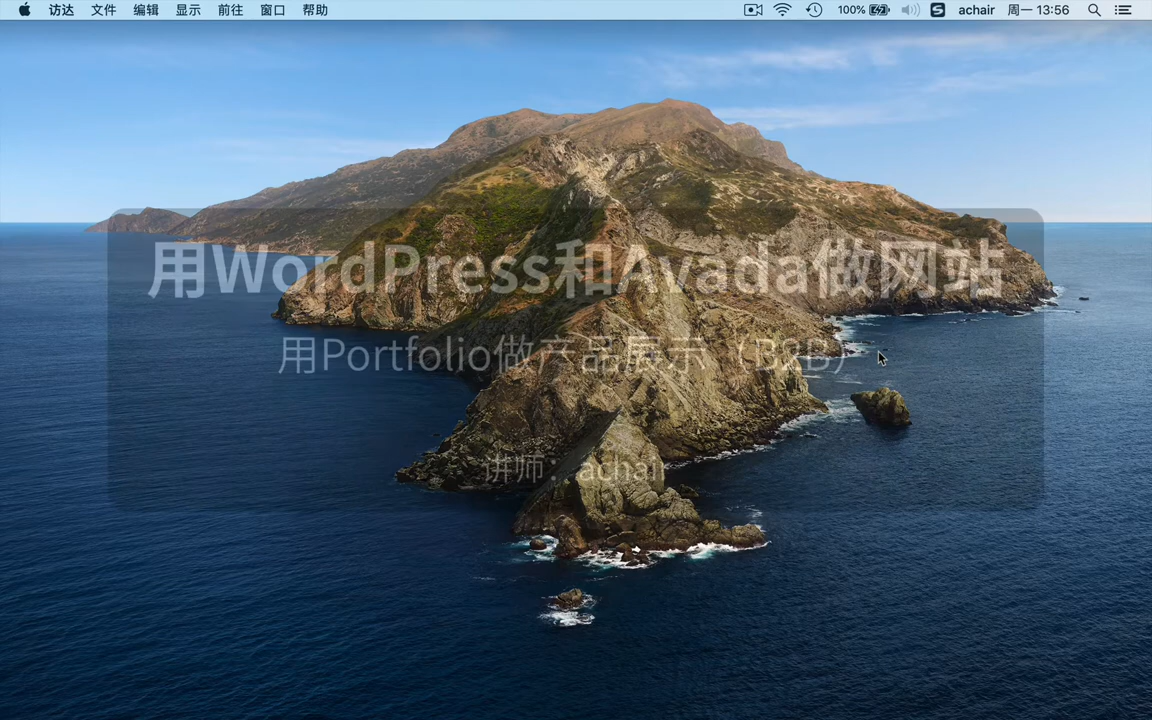 访达 文件 编辑 显示 前往 窗口 帮助 100% achair 周一 13:56
用WordPress和Avada做网站
用Portfolio做产品展示（B2B）
讲师：achair